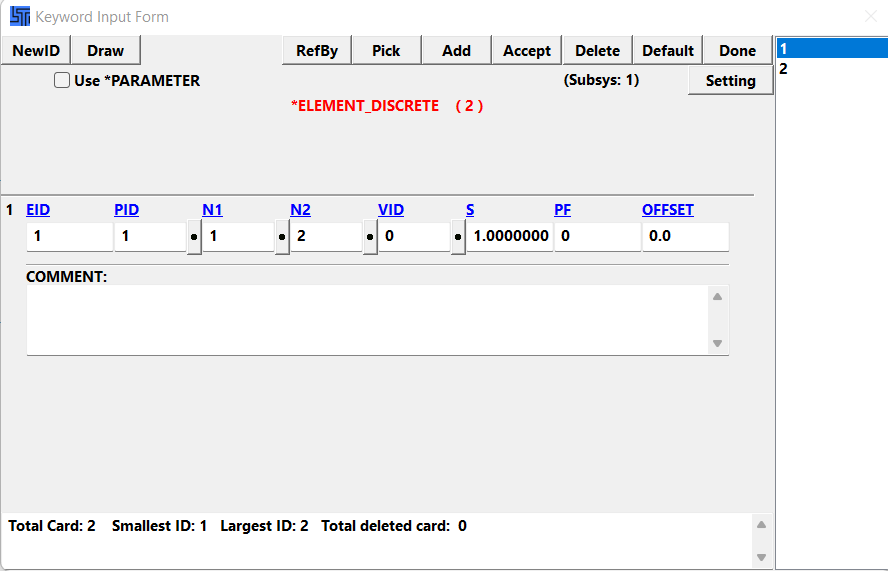 Keyword Input Form
NewID Draw RefBy Pick Add Accept Delete Default Done
Use *PARAMETER (Subsys: 1) Setting
*ELEMENT_DISCRETE ( 2 )
1 EID PID N1 N2 VID S PF OFFSET
1 1 1 2 0 1.0000000 0 0.0
COMMENT:
Total Card: 2 Smallest ID: 1 Largest ID: 2 Total deleted card: 0
1
2